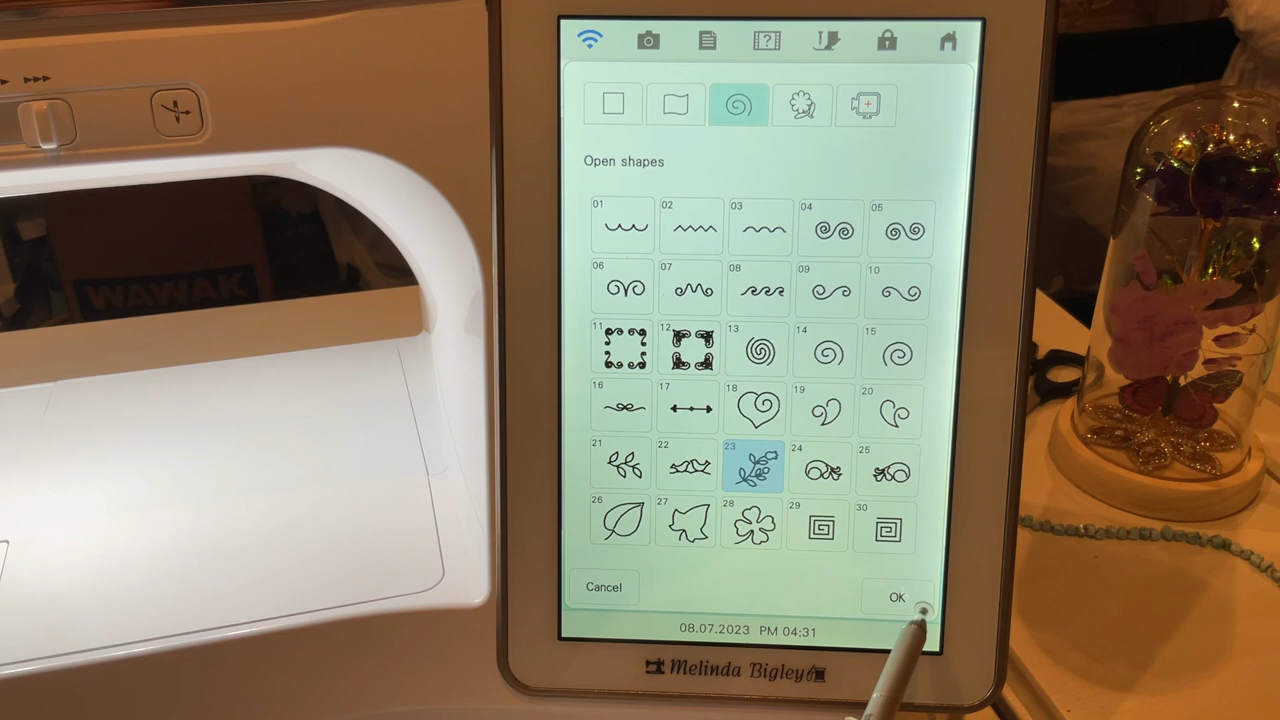 Open shapes
01 02 03 04 05
06 07 08 09 10
11 12 13 14 15
16 17 18 19 20
21 22 23 24 25
26 27 28 29 30
Cancel OK
08.07.2023 PM 04:31
Melinda Bigley
WAWAK
?